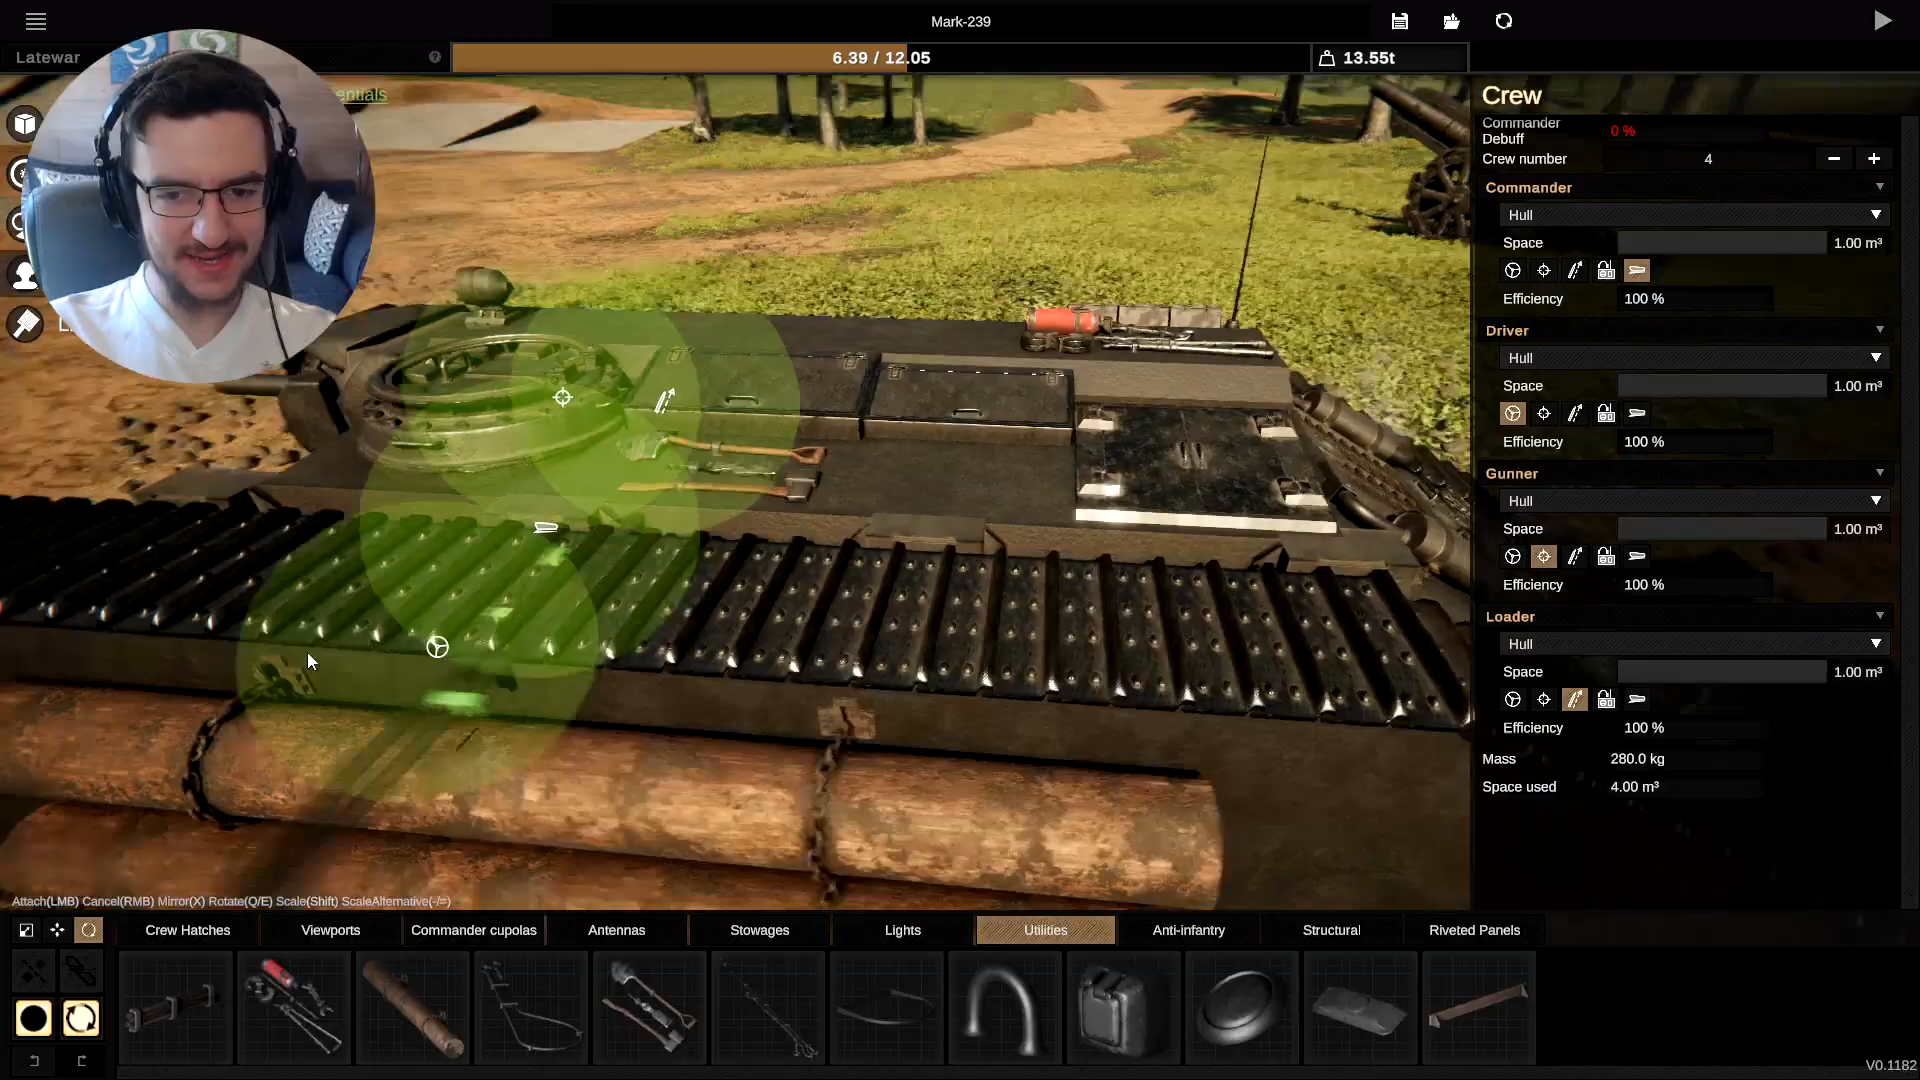 Mark-239
Latewar
6.39 / 12.05
13.55t
entials
Crew
Commander
Debuff
0 %
Crew number
4
Commander
Hull
Space
1.00 m³
Efficiency
100 %
Driver
Hull
Space
1.00 m³
Efficiency
100 %
Gunner
Hull
Space
1.00 m³
Efficiency
100 %
Loader
Hull
Space
1.00 m³
Efficiency
100 %
Mass
280.0 kg
Space used
4.00 m³
Attach(LMB) Cancel(RMB) Mirror(X) Rotate(Q/E) Scale(Shift) ScaleAlternative(-/=)
Crew Hatches
Viewports
Commander cupolas
Antennas
Stowages
Lights
Utilities
Anti-infantry
Structural
Riveted Panels
V0.1182